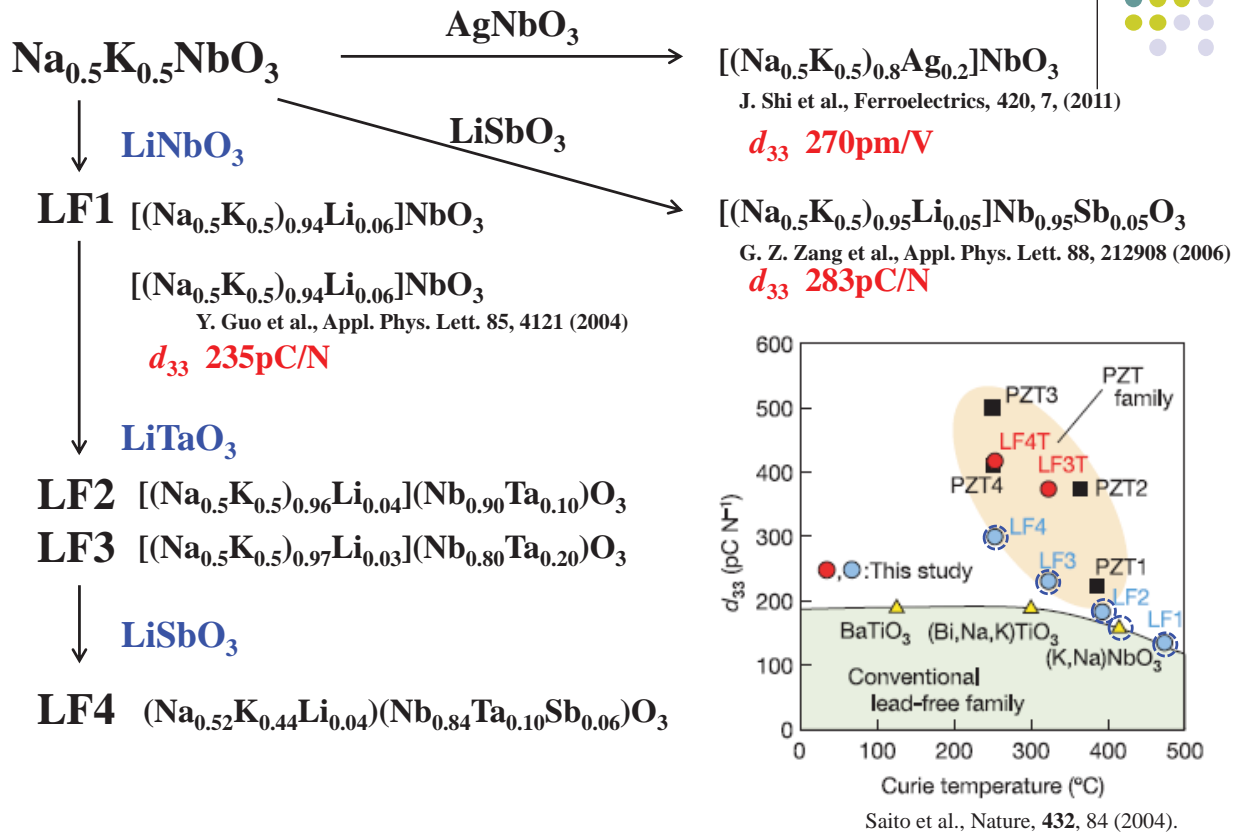 Na₀.₅K₀.₅NbO₃
AgNbO₃
[(Na₀.₅K₀.₅)₀.₈Ag₀.₂]NbO₃
J. Shi et al., Ferroelectrics, 420, 7, (2011)
d₃₃ 270pm/V
LiNbO₃
LiSbO₃
LF1 [(Na₀.₅K₀.₅)₀.₉₄Li₀.₀₆]NbO₃
[(Na₀.₅K₀.₅)₀.₉₅Li₀.₀₅]Nb₀.₉₅Sb₀.₀₅O₃
G. Z. Zang et al., Appl. Phys. Lett. 88, 212908 (2006)
d₃₃ 283pC/N
[(Na₀.₅K₀.₅)₀.₉₄Li₀.₀₆]NbO₃
Y. Guo et al., Appl. Phys. Lett. 85, 4121 (2004)
d₃₃ 235pC/N
LiTaO₃
LF2 [(Na₀.₅K₀.₅)₀.₉₆Li₀.₀₄](Nb₀.₉₀Ta₀.₁₀)O₃
LF3 [(Na₀.₅K₀.₅)₀.₉₇Li₀.₀₃](Nb₀.₈₀Ta₀.₂₀)O₃
LiSbO₃
LF4 (Na₀.₅₂K₀.₄₄Li₀.₀₄)(Nb₀.₈₄Ta₀.₁₀Sb₀.₀₆)O₃
d₃₃ (pC N⁻¹)
600
500
400
300
200
100
0
PZT3
PZT
family
LF4T
LF3T
PZT4
PZT2
LF4
LF3
PZT1
,  :This study
LF2
LF1
BaTiO₃
(Bi,Na,K)TiO₃
(K,Na)NbO₃
Conventional
lead-free family
0 100 200 300 400 500
Curie temperature (ºC)
Saito et al., Nature, 432, 84 (2004).